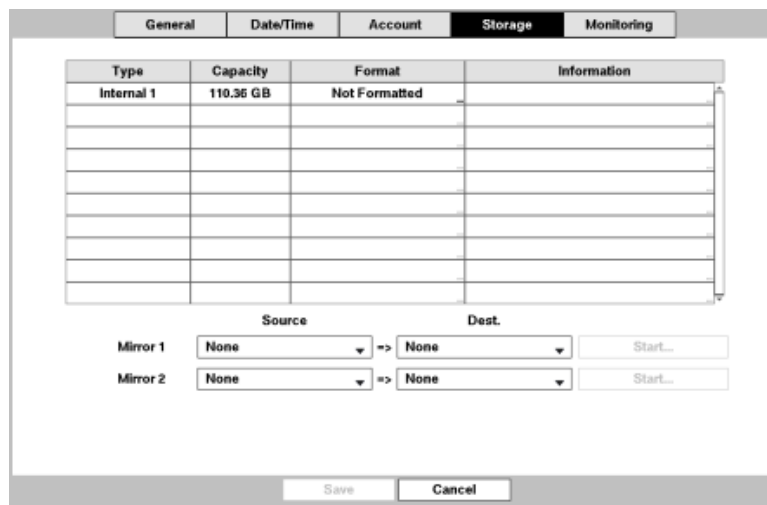 General Date/Time Account Storage Monitoring
Type Capacity Format Information
Internal 1 110.36 GB Not Formatted ...
Source Dest.
Mirror 1 None => None Start...
Mirror 2 None => None Start...
Save Cancel